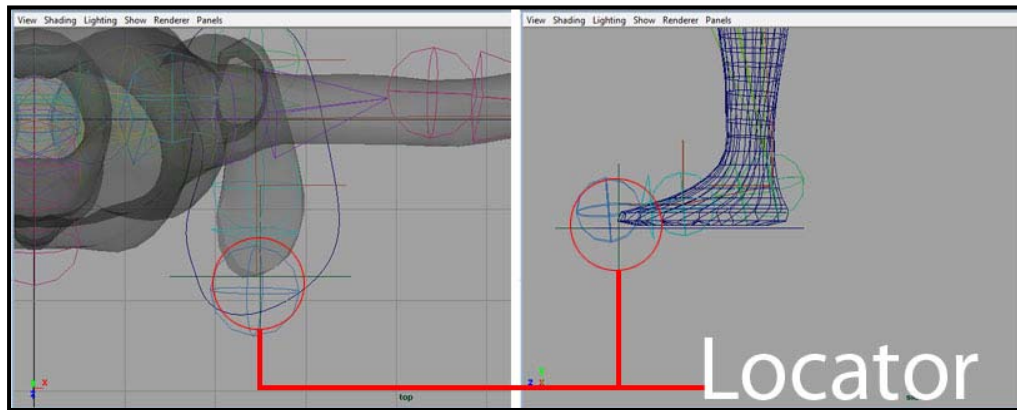 View Shading Lighting Show Renderer Panels
View Shading Lighting Show Renderer Panels
Locator
x
z
top
z x